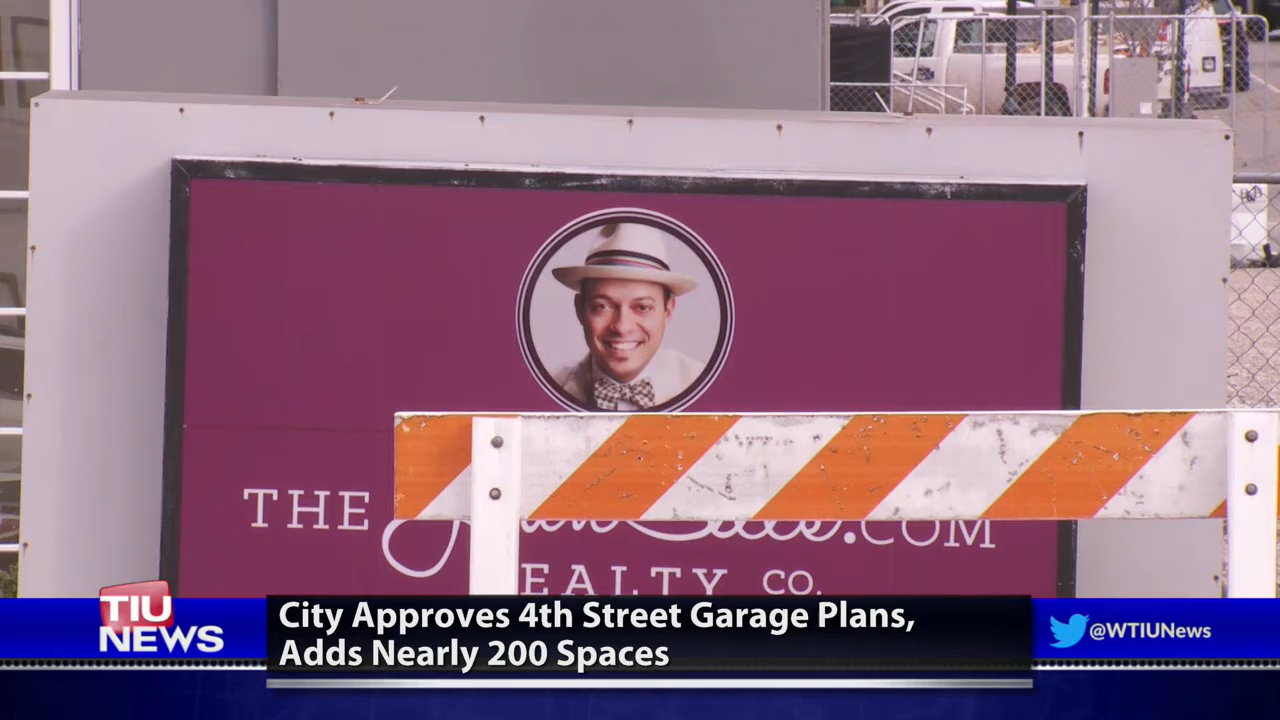 THE .COM
EALTY CO.
TIU
NEWS
City Approves 4th Street Garage Plans,
Adds Nearly 200 Spaces
@WTIUNews